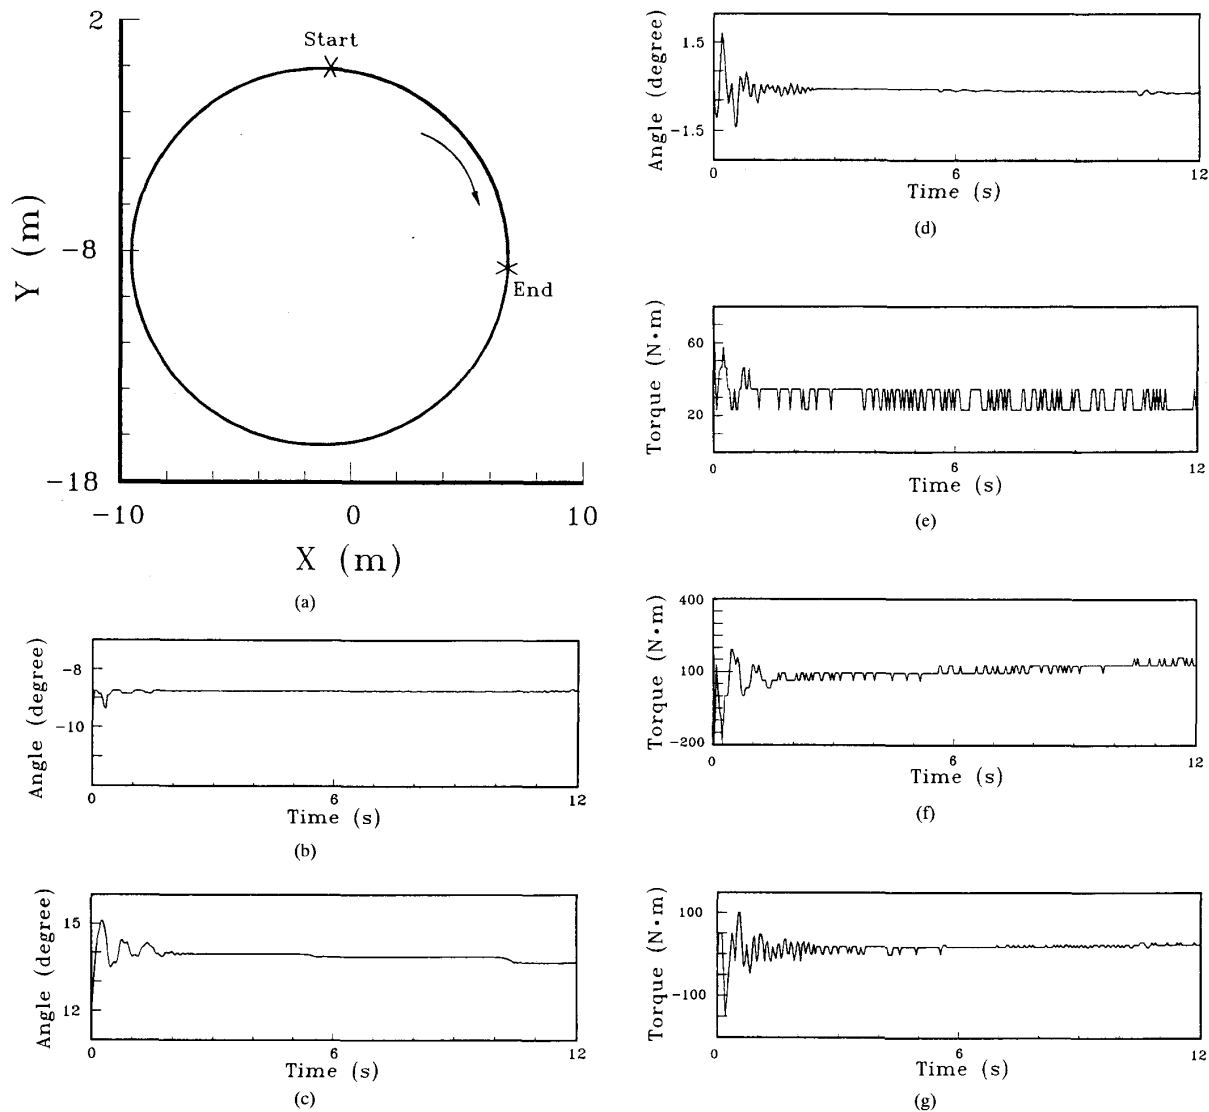 2
Start
Y (m)
-8
End
-18
-10
0
10
X (m)
(a)
Angle (degree)
-8
-10
0
6
12
Time (s)
(b)
Angle (degree)
15
12
0
6
12
Time (s)
(c)
Angle (degree)
1.5
-1.5
0
6
12
Time (s)
(d)
Torque (N•m)
60
20
0
6
12
Time (s)
(e)
Torque (N•m)
400
100
-200
0
6
12
Time (s)
(f)
Torque (N•m)
100
-100
0
6
12
Time (s)
(g)